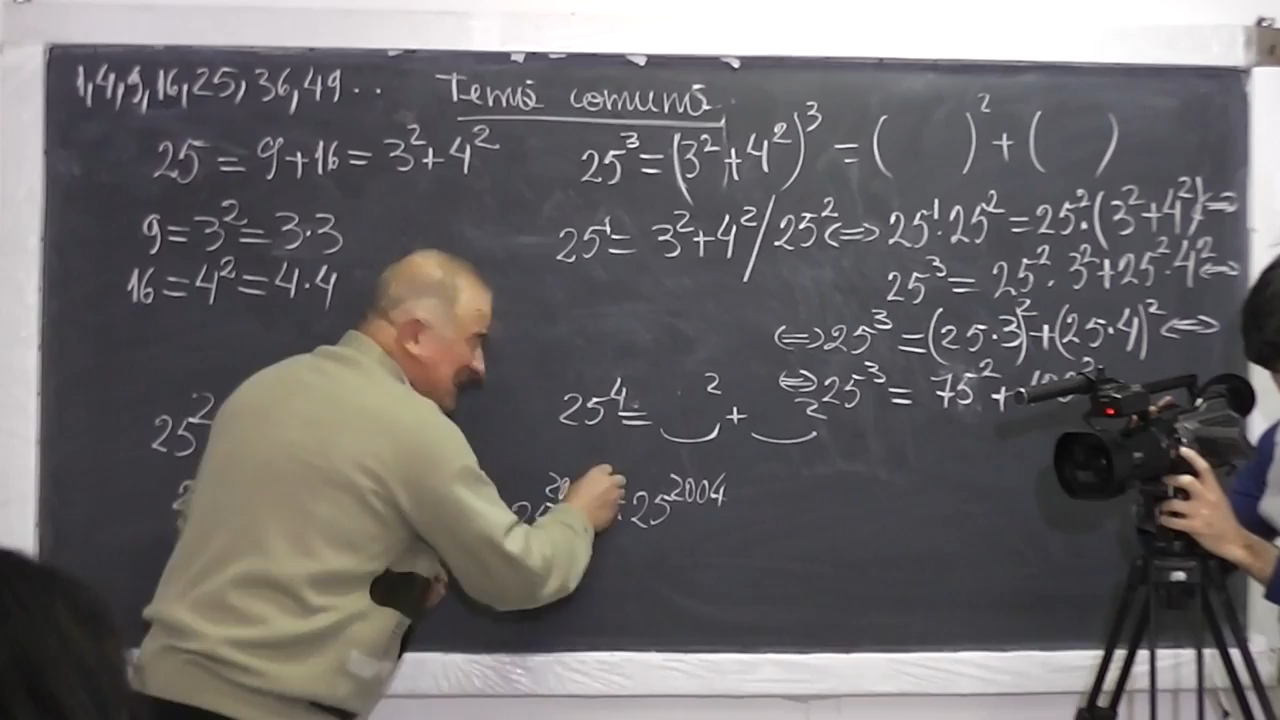 1,4,9,16,25,36,49..
Temă comună
25 = 9+16 = 3²+4²
9=3²=3·3
16=4²=4·4
25²
25³=(3²+4²)³=( )²+( )
25¹= 3²+4²/25²⇔25¹·25²=25²·(3²+4²)⇔
25³= 25²·3²+25²·4²⇔
⇔25³=(25·3)²+(25·4)²⇔
⇔25³= 75²+
25⁴= ²+ ²
·25²⁰⁰⁴